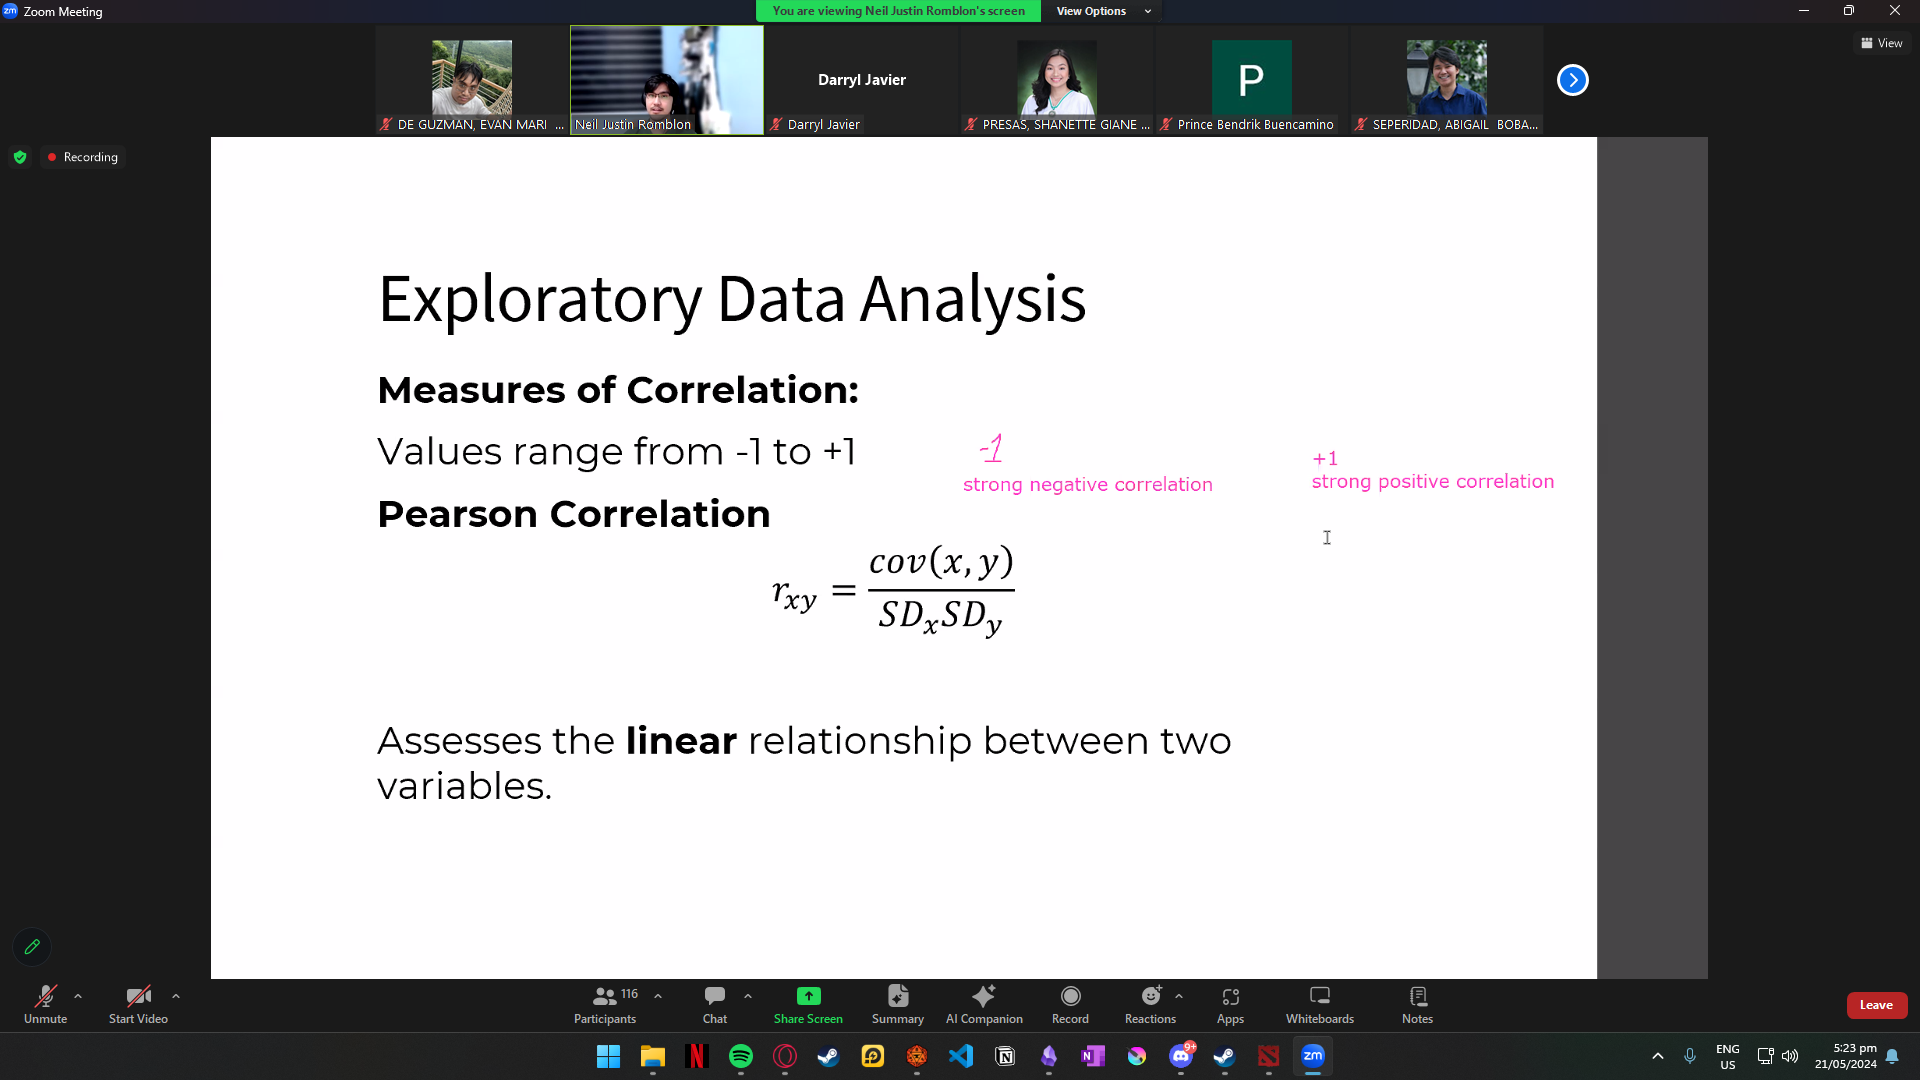 Zoom Meeting
You are viewing Neil Justin Romblon's screen
View Options
View
DE GUZMAN, EVAN MARI ...
Neil Justin Romblon
Darryl Javier
Darryl Javier
PRESAS, SHANETTE GIANE ...
P
Prince Bendrik Buencamino
SEPERIDAD, ABIGAIL BOBA...
Recording
Exploratory Data Analysis
Measures of Correlation:
Values range from -1 to +1
-1
strong negative correlation
+1
strong positive correlation
Pearson Correlation
r_xy = cov(x, y) / SD_x SD_y
Assesses the linear relationship between two
variables.
Unmute
Start Video
116
Participants
Chat
Share Screen
Summary
AI Companion
Record
Reactions
Apps
Whiteboards
Notes
Leave
9+
zm
ENG
US
5:23 pm
21/05/2024